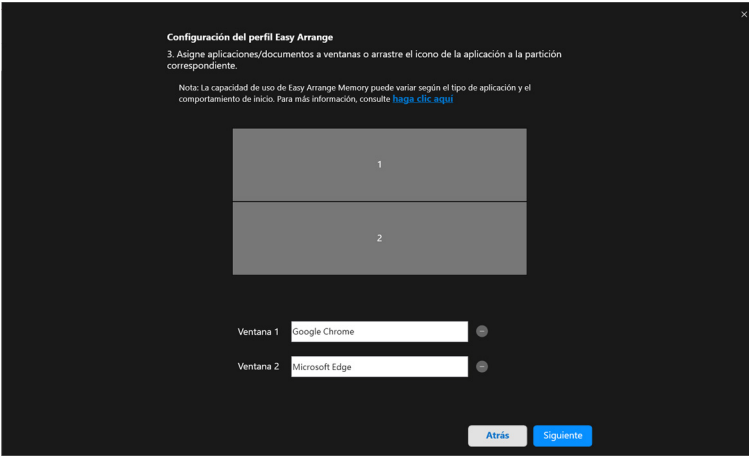 Configuración del perfil Easy Arrange
3. Asigne aplicaciones/documentos a ventanas o arrastre el icono de la aplicación a la partición
correspondiente.
Nota: La capacidad de uso de Easy Arrange Memory puede variar según el tipo de aplicación y el
comportamiento de inicio. Para más información, consulte haga clic aquí
1
2
Ventana 1 Google Chrome
Ventana 2 Microsoft Edge
Atrás Siguiente